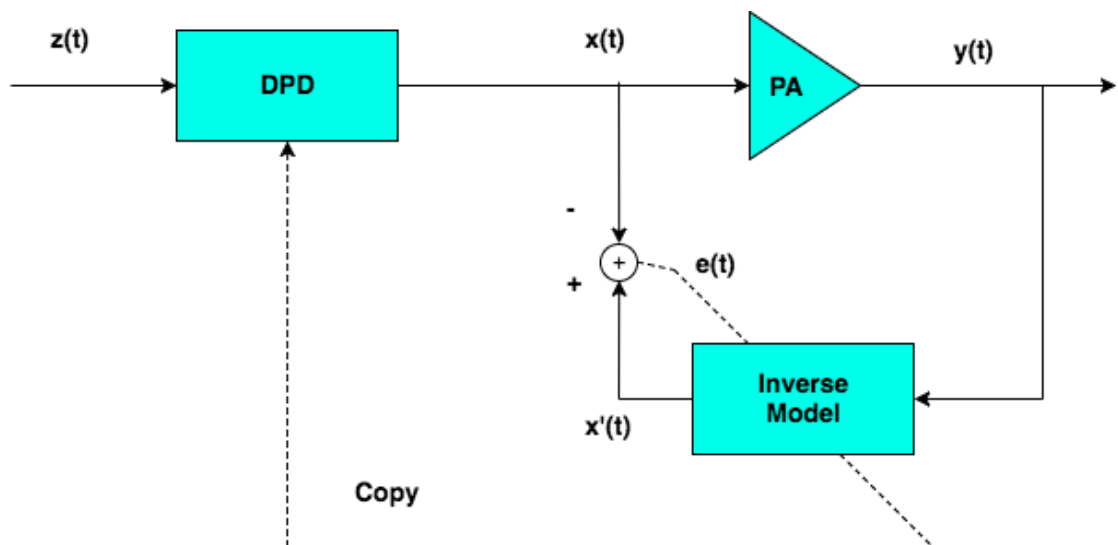 z(t)
x(t)
y(t)
DPD
PA
-
+
+
e(t)
Inverse
Model
x'(t)
Copy